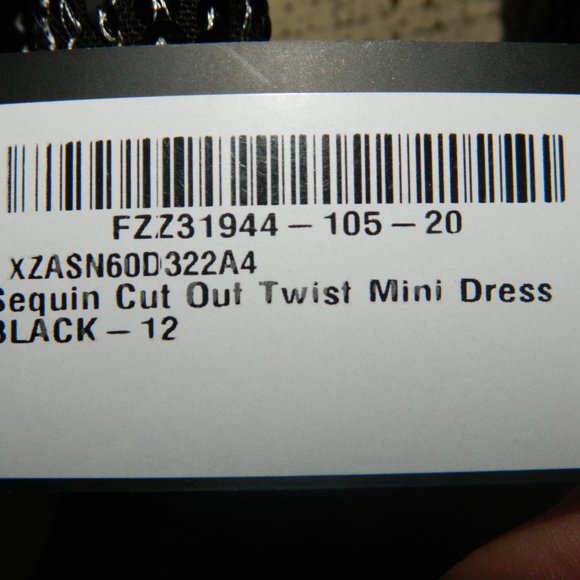 FZZ31944-105-20
XZASN60D322A4
Sequin Cut Out Twist Mini Dress
BLACK-12